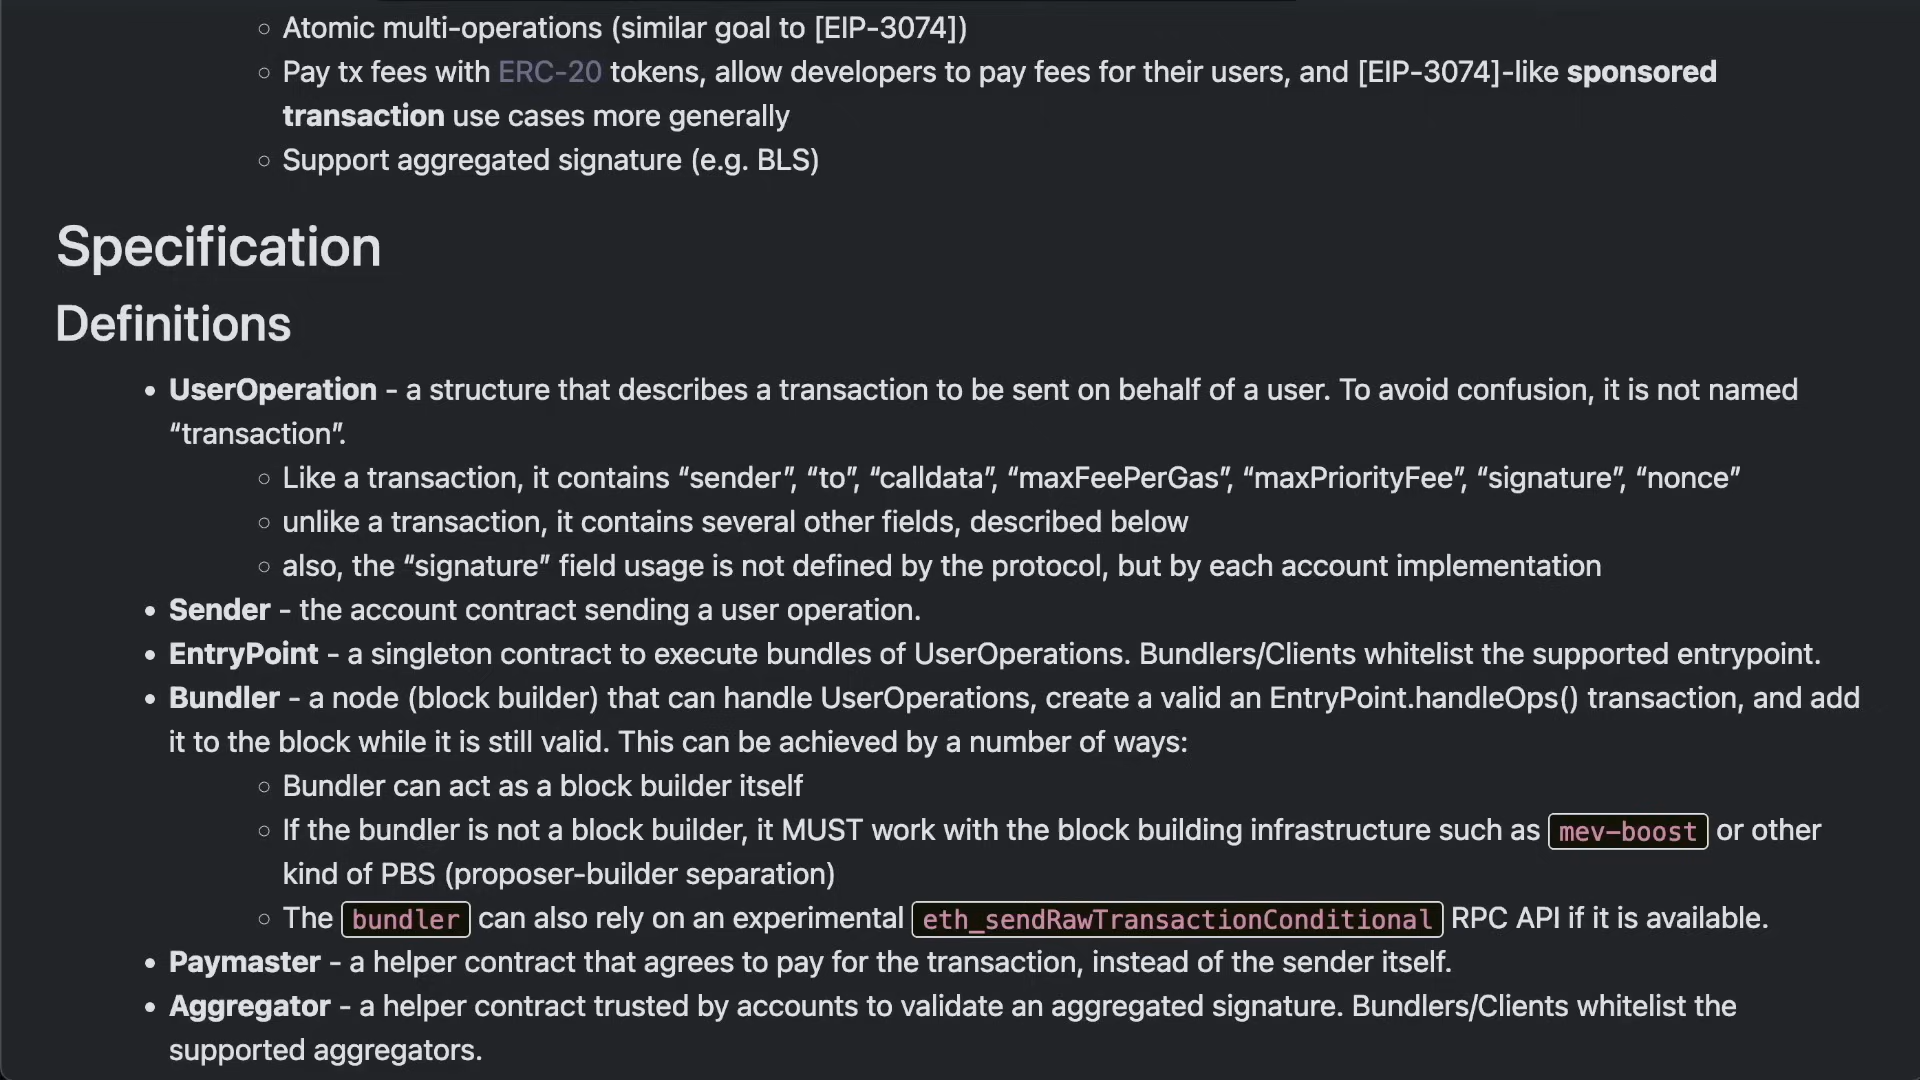 Atomic multi-operations (similar goal to [EIP-3074])
Pay tx fees with ERC-20 tokens, allow developers to pay fees for their users, and [EIP-3074]-like sponsored
transaction use cases more generally
Support aggregated signature (e.g. BLS)
Specification
Definitions
UserOperation - a structure that describes a transaction to be sent on behalf of a user. To avoid confusion, it is not named
“transaction”.
Like a transaction, it contains “sender”, “to”, “calldata”, “maxFeePerGas”, “maxPriorityFee”, “signature”, “nonce”
unlike a transaction, it contains several other fields, described below
also, the “signature” field usage is not defined by the protocol, but by each account implementation
Sender - the account contract sending a user operation.
EntryPoint - a singleton contract to execute bundles of UserOperations. Bundlers/Clients whitelist the supported entrypoint.
Bundler - a node (block builder) that can handle UserOperations, create a valid an EntryPoint.handleOps() transaction, and add
it to the block while it is still valid. This can be achieved by a number of ways:
Bundler can act as a block builder itself
If the bundler is not a block builder, it MUST work with the block building infrastructure such as mev-boost or other
kind of PBS (proposer-builder separation)
The bundler can also rely on an experimental eth_sendRawTransactionConditional RPC API if it is available.
Paymaster - a helper contract that agrees to pay for the transaction, instead of the sender itself.
Aggregator - a helper contract trusted by accounts to validate an aggregated signature. Bundlers/Clients whitelist the
supported aggregators.